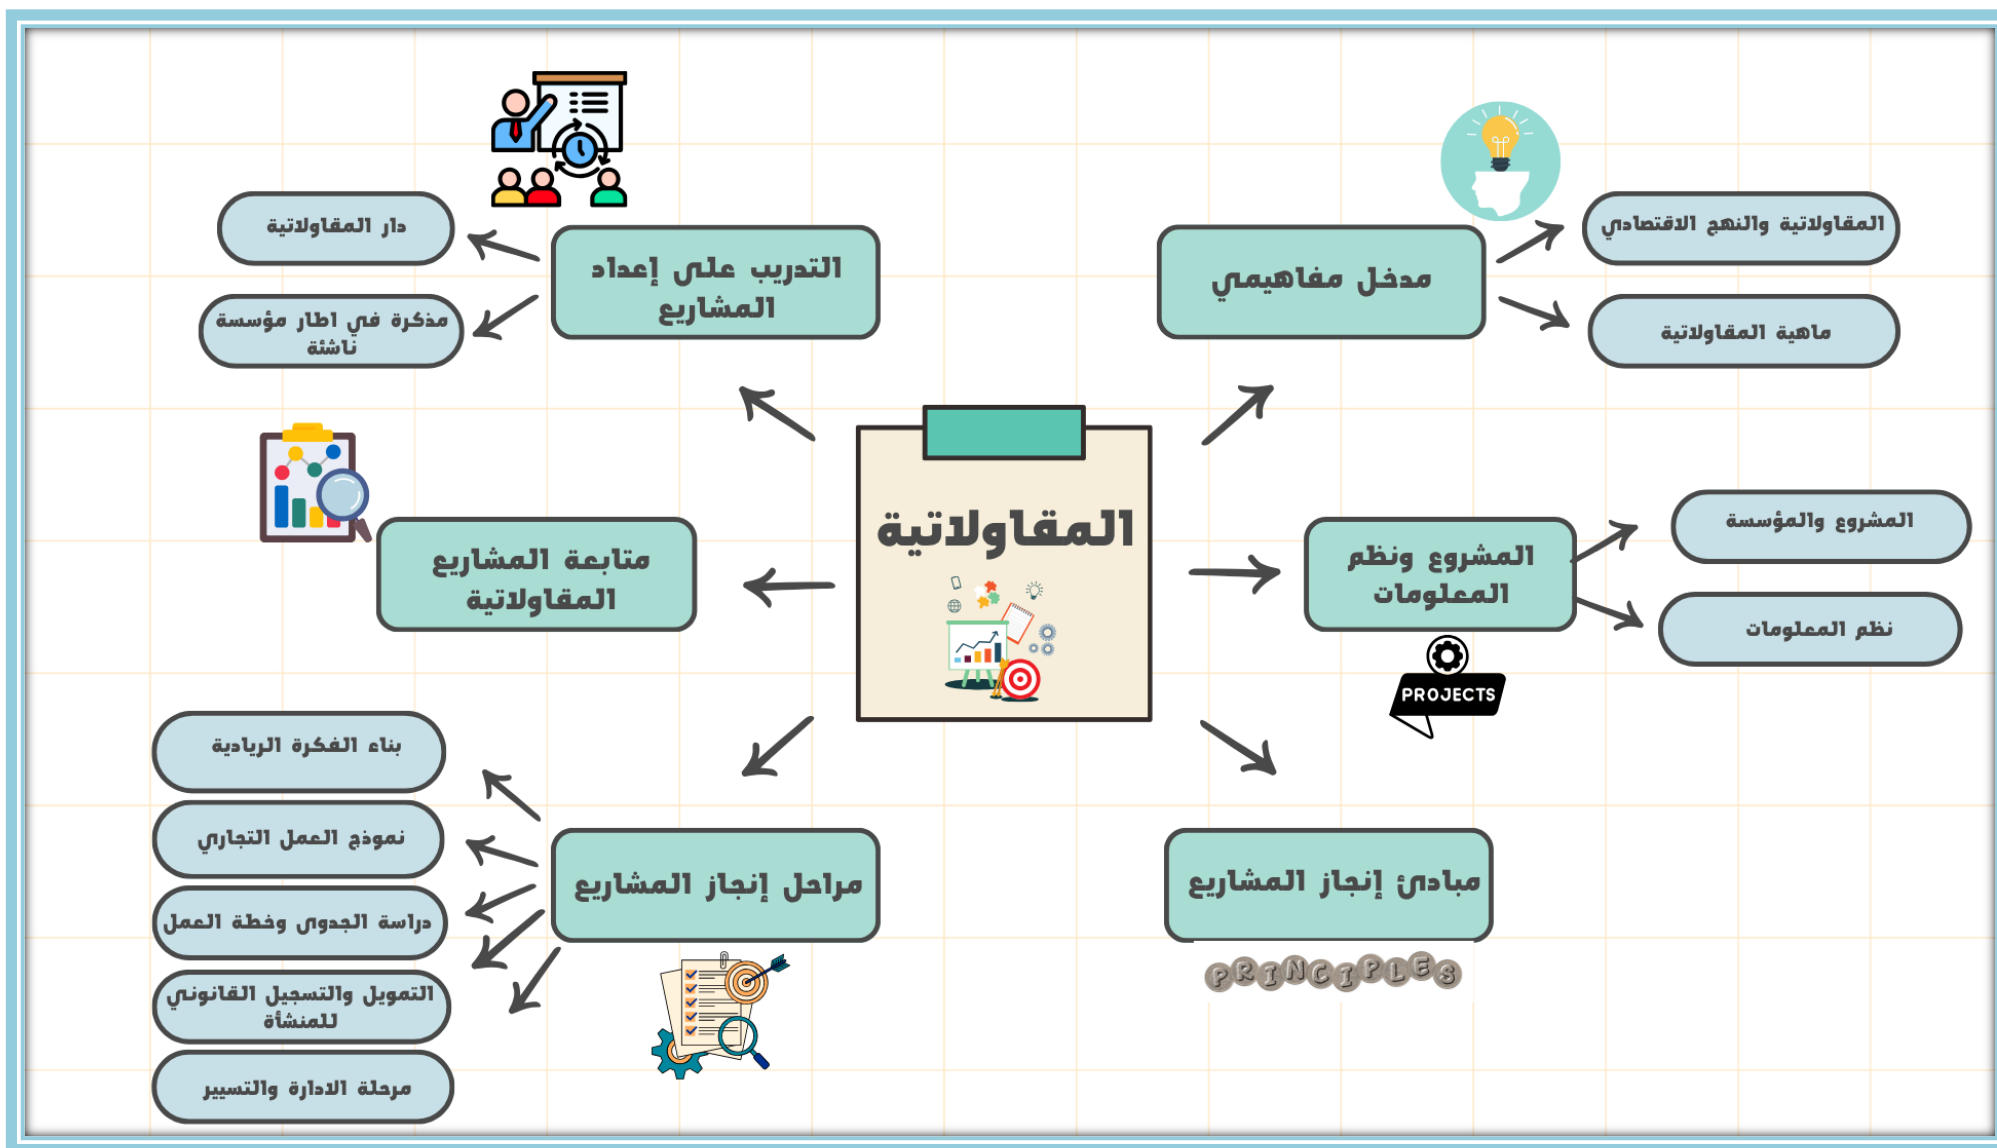 المقاولاتية
مدخل مفاهيمي
المقاولاتية والنهج الاقتصادي
ماهية المقاولاتية
المشروع ونظم
المعلومات
المشروع والمؤسسة
نظم المعلومات
PROJECTS
مبادئ إنجاز المشاريع
PRINCIPLES
مراحل إنجاز المشاريع
بناء الفكرة الريادية
نموذج العمل التجاري
دراسة الجدوى وخطة العمل
التمويل والتسجيل القانوني
للمنشأة
مرحلة الادارة والتسيير
متابعة المشاريع
المقاولاتية
التدريب على إعداد
المشاريع
دار المقاولاتية
مذكرة في اطار مؤسسة
ناشئة